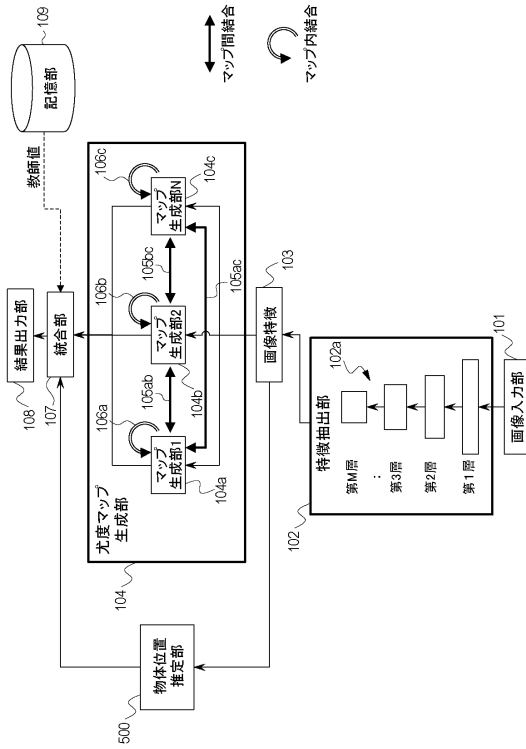 109
記憶部
教師値
結果出力部
108
統合部
107
マップ間結合
マップ内結合
尤度マップ
生成部
104
106a
106b
106c
マップ
生成部1
104a
マップ
生成部2
104b
マップ
生成部N
104c
105ab
105bc
105ac
物体位置
推定部
500
画像特徴
103
特徴抽出部
102
102a
第M層
:
第3層
第2層
第1層
画像入力部
101